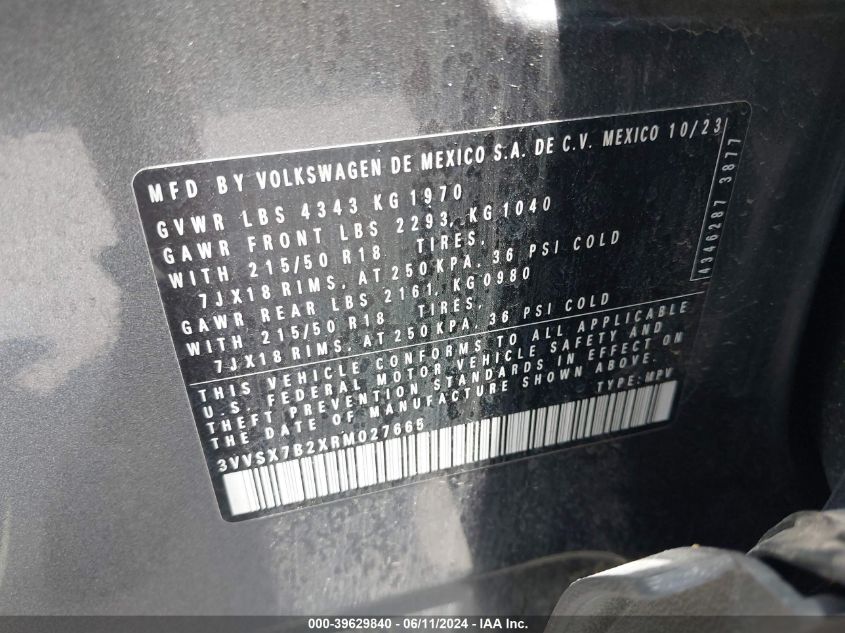 MFD BY VOLKSWAGEN DE MEXICO S.A. DE C.V. MEXICO 10/23
GVWR LBS 4343 KG 1970
GAWR FRONT LBS 2293, KG 1040
WITH 215/50 R18 TIRES,
7JX18 RIMS, AT 250 KPA, 36 PSI COLD
GAWR REAR LBS 2161, KG 0980
WITH 215/50 R18 TIRES,
7JX18 RIMS, AT 250 KPA, 36 PSI COLD
THIS VEHICLE CONFORMS TO ALL APPLICABLE
U.S. FEDERAL MOTOR VEHICLE SAFETY AND
THEFT PREVENTION STANDARDS IN EFFECT ON
THE DATE OF MANUFACTURE SHOWN ABOVE.
TYPE: MPV
3VVSX7B2XRM027665
4346287 3877
000-39629840 - 06/11/2024 - IAAI.com